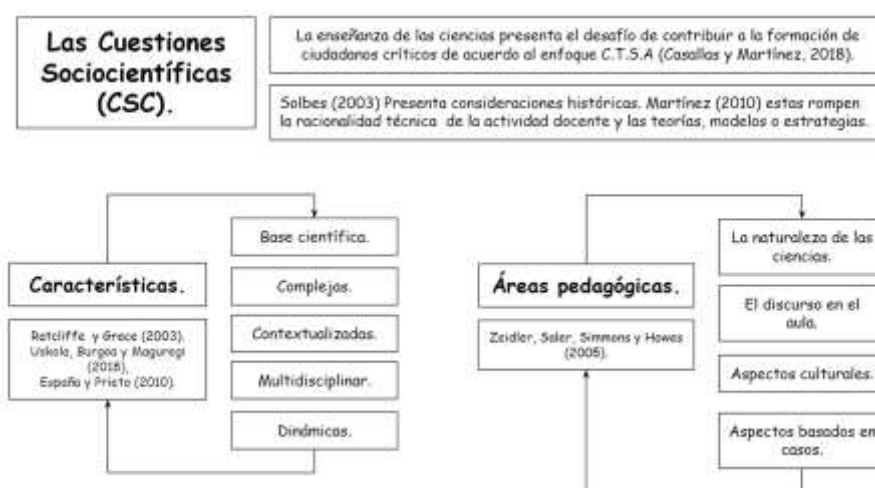 Las Cuestiones
Sociocientíficas
(CSC).
La enseñanza de las ciencias presenta el desafío de contribuir a la formación de
ciudadanos críticos de acuerdo al enfoque C.T.S.A (Casallas y Martínez, 2018).
Solbes (2003) Presenta consideraciones históricas. Martínez (2010) estas rompen
la racionalidad técnica de la actividad docente y las teorías, modelos o estrategias.
Características.
Ratcliffe y Grace (2003).
Uskola, Burgoa y Maguregi
(2015),
España y Prieto (2010).
Base científica.
Complejas.
Contextualizadas.
Multidisciplinar.
Dinámicas.
Áreas pedagógicas.
Zeidler, Saler, Simmons y Howes
(2005).
La naturaleza de las
ciencias.
El discurso en el
aula.
Aspectos culturales.
Aspectos basados en
casos.